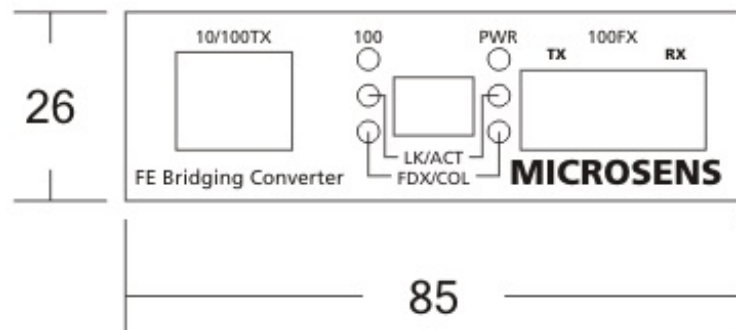 10/100TX 100 PWR 100FX
TX RX
26
LK/ACT
FE Bridging Converter FDX/COL MICROSENS
85